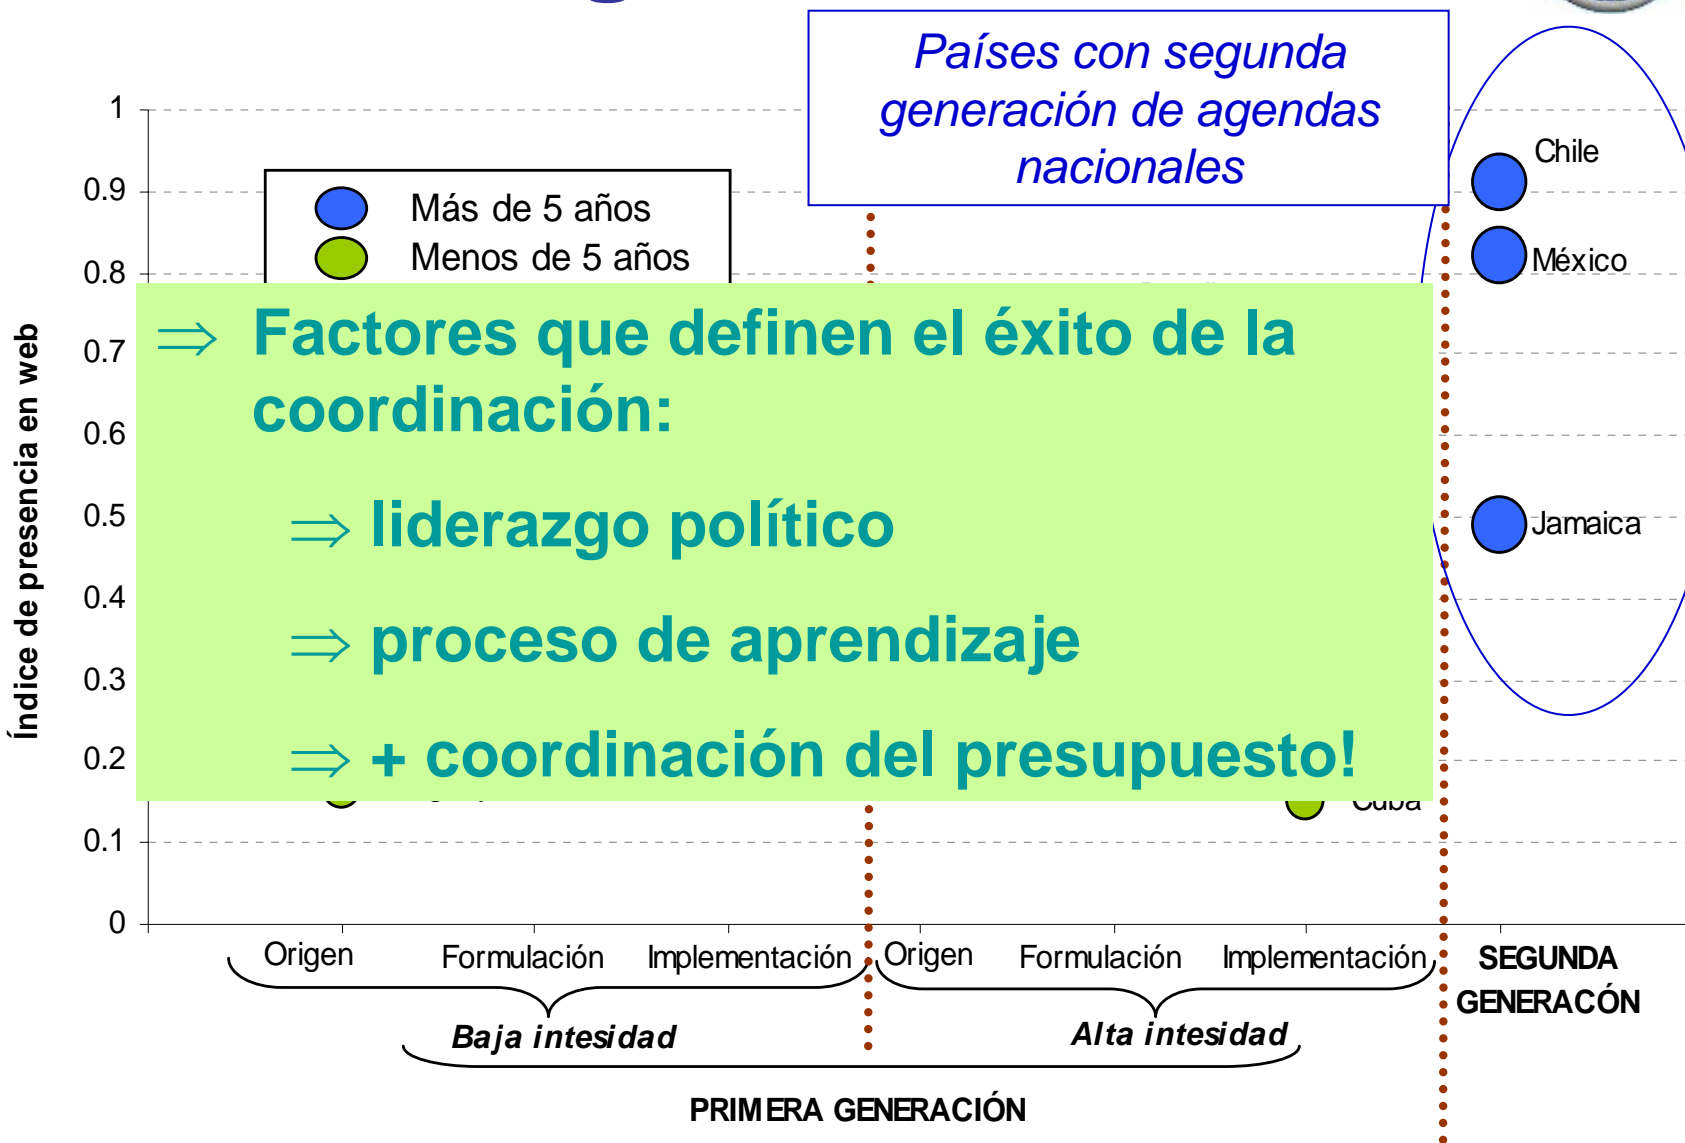 Países con segunda
generación de agendas
nacionales
1
0.9
0.8
0.7
0.6
0.5
0.4
0.3
0.2
0.1
0
Índice de presencia en web
Más de 5 años
Menos de 5 años
Chile
México
Jamaica
Cuba
⇒ Factores que definen el éxito de la
coordinación:
⇒ liderazgo político
⇒ proceso de aprendizaje
⇒ + coordinación del presupuesto!
Origen Formulación Implementación Origen Formulación Implementación
SEGUNDA
GENERACÓN
Baja intesidad
Alta intesidad
PRIMERA GENERACIÓN